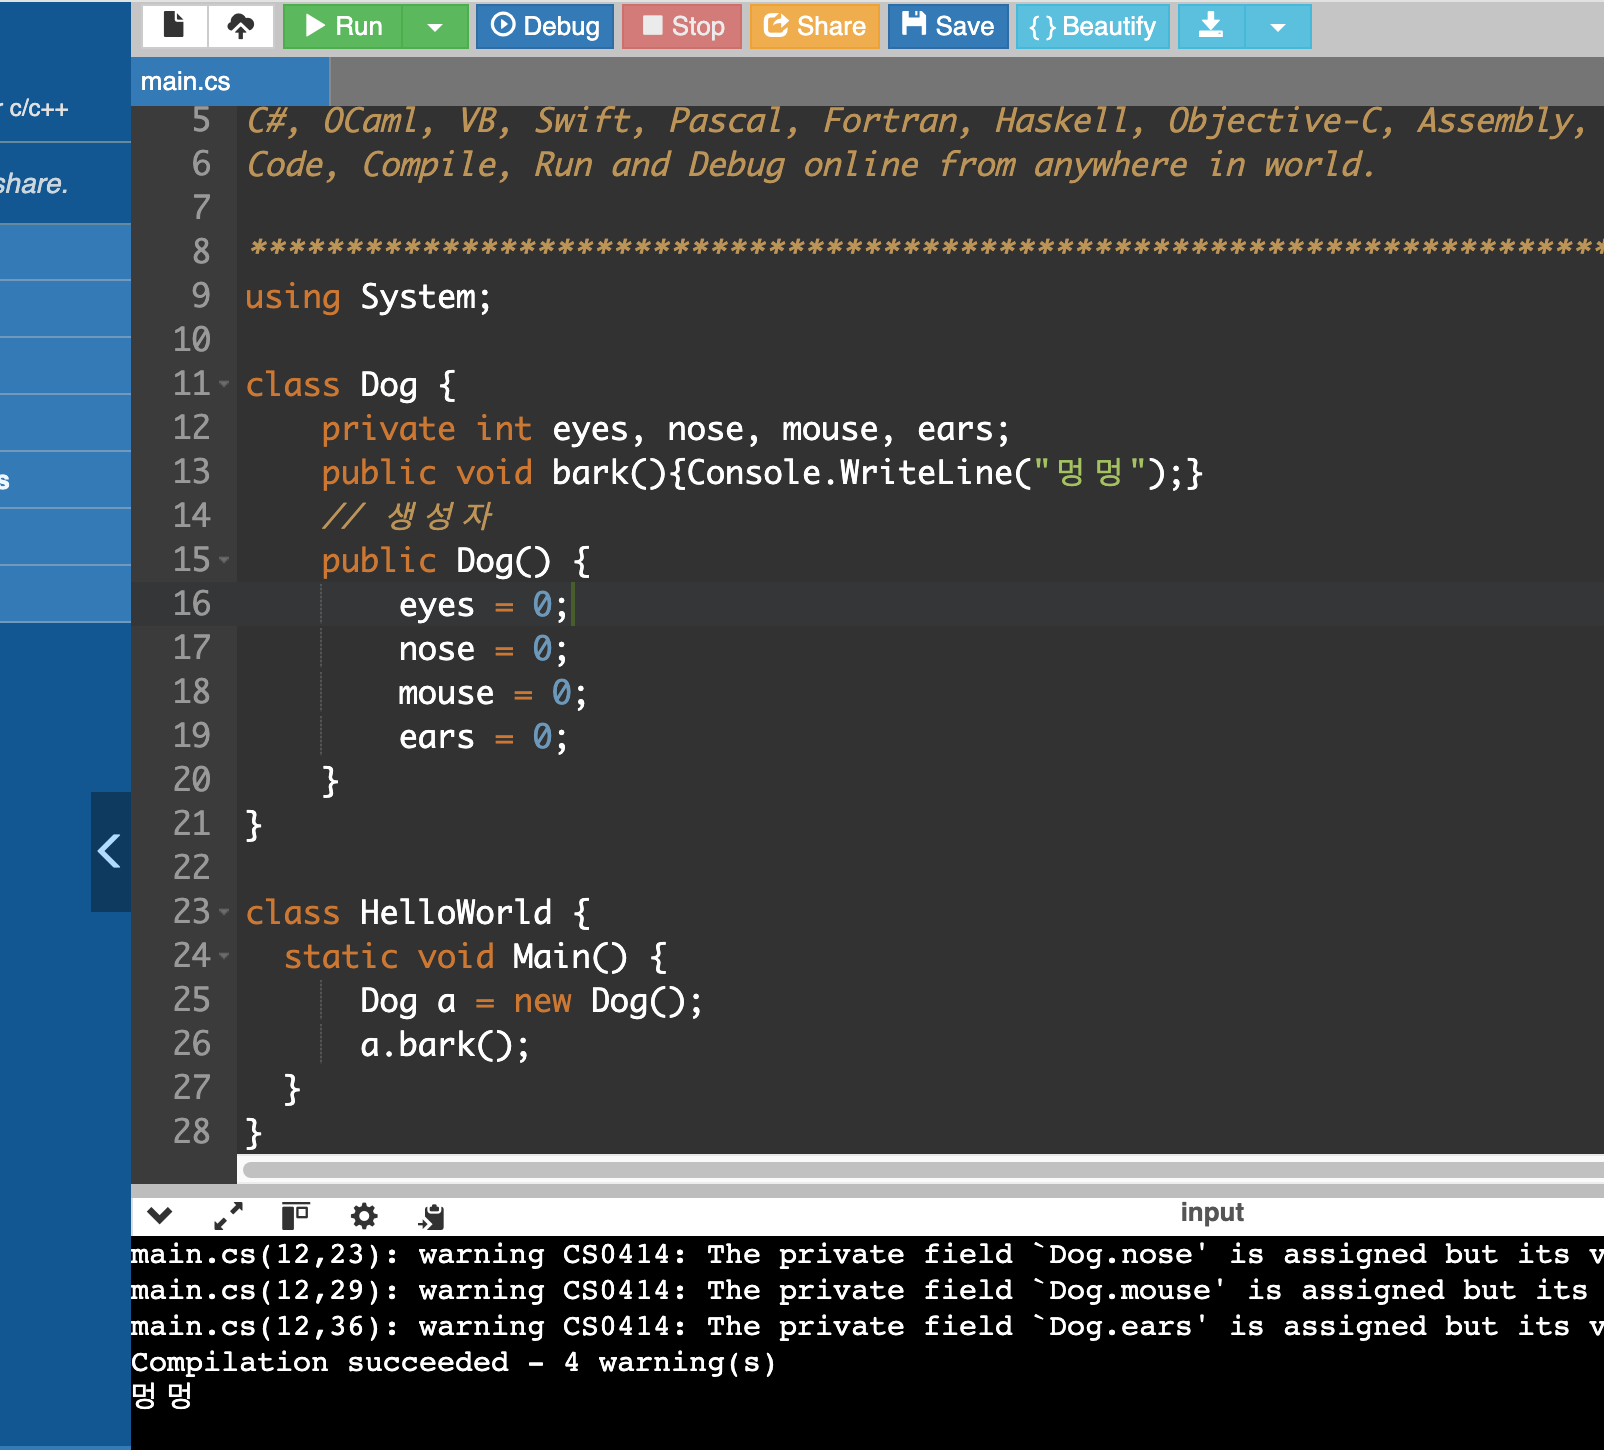 Run Debug Stop Share Save { } Beautify
main.cs
r c/c++
share.
s
5 C#, OCaml, VB, Swift, Pascal, Fortran, Haskell, Objective-C, Assembly,
6 Code, Compile, Run and Debug online from anywhere in world.
7
8 ***********************************************************************
9 using System;
10
11 class Dog {
12     private int eyes, nose, mouse, ears;
13     public void bark(){Console.WriteLine("멍멍");}
14     // 생성자
15     public Dog() {
16         eyes = 0;
17         nose = 0;
18         mouse = 0;
19         ears = 0;
20     }
21 }
22
23 class HelloWorld {
24   static void Main() {
25       Dog a = new Dog();
26       a.bark();
27   }
28 }
input
main.cs(12,23): warning CS0414: The private field `Dog.nose' is assigned but its v
main.cs(12,29): warning CS0414: The private field `Dog.mouse' is assigned but its
main.cs(12,36): warning CS0414: The private field `Dog.ears' is assigned but its v
Compilation succeeded - 4 warning(s)
멍멍